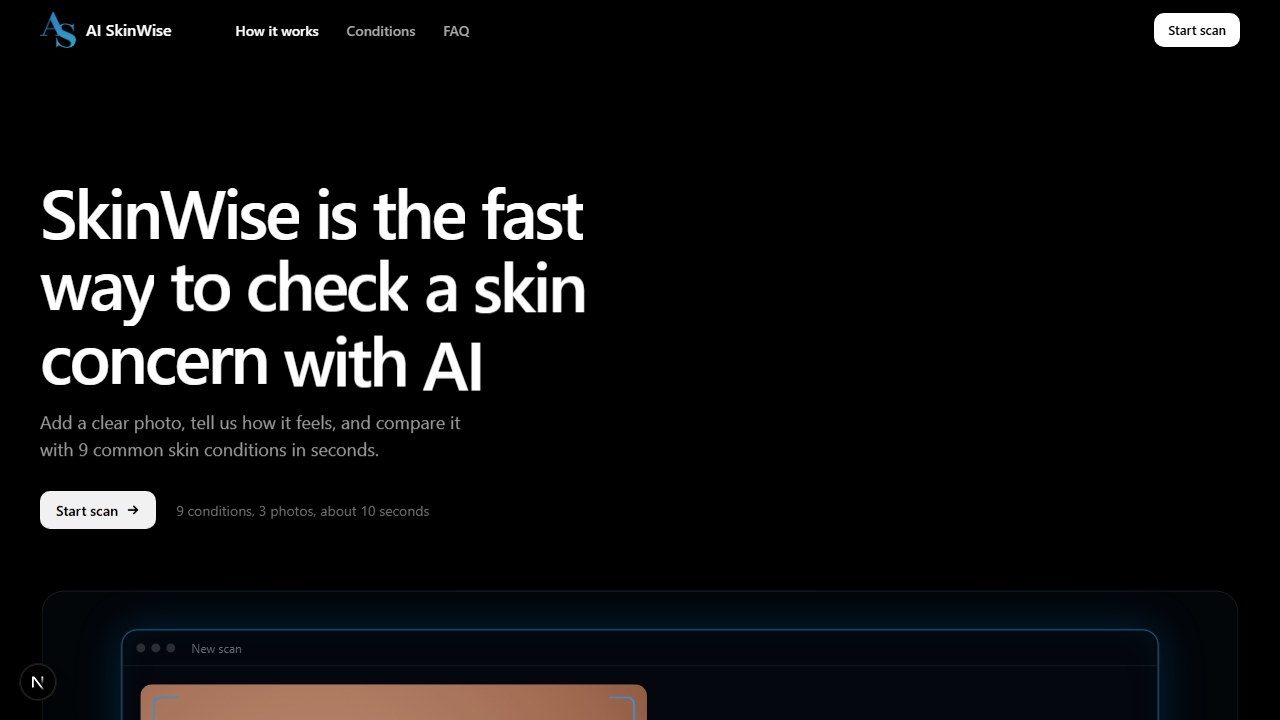 AS AI SkinWise
How it works
Conditions
FAQ
Start scan
SkinWise is the fast
way to check a skin
concern with AI
Add a clear photo, tell us how it feels, and compare it
with 9 common skin conditions in seconds.
Start scan →
9 conditions, 3 photos, about 10 seconds
New scan
N